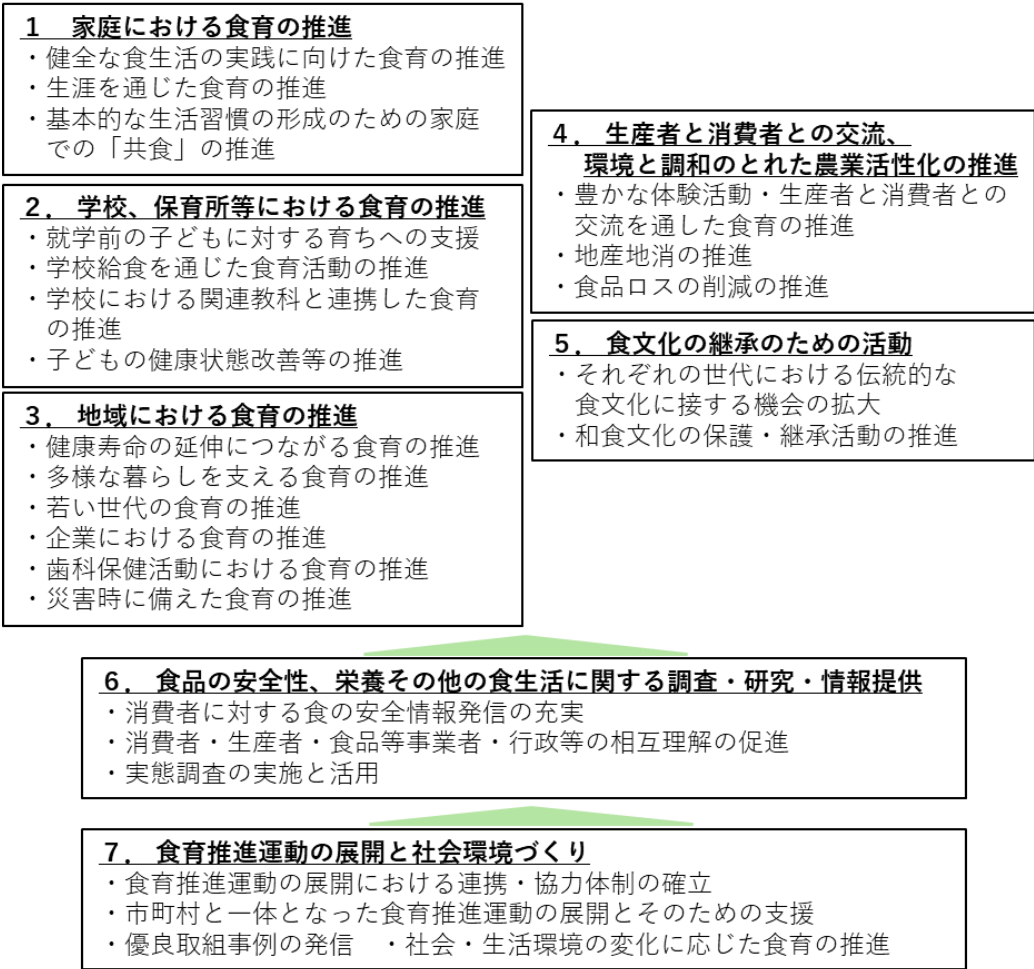 1　家庭における食育の推進
・健全な食生活の実践に向けた食育の推進
・生涯を通じた食育の推進
・基本的な生活習慣の形成のための家庭
での「共食」の推進
2．学校、保育所等における食育の推進
・就学前の子どもに対する育ちへの支援
・学校給食を通じた食育活動の推進
・学校における関連教科と連携した食育
の推進
・子どもの健康状態改善等の推進
3．地域における食育の推進
・健康寿命の延伸につながる食育の推進
・多様な暮らしを支える食育の推進
・若い世代の食育の推進
・企業における食育の推進
・歯科保健活動における食育の推進
・災害時に備えた食育の推進
4．生産者と消費者との交流、
環境と調和のとれた農業活性化の推進
・豊かな体験活動・生産者と消費者との
交流を通した食育の推進
・地産地消の推進
・食品ロスの削減の推進
5．食文化の継承のための活動
・それぞれの世代における伝統的な
食文化に接する機会の拡大
・和食文化の保護・継承活動の推進
6．食品の安全性、栄養その他の食生活に関する調査・研究・情報提供
・消費者に対する食の安全情報発信の充実
・消費者・生産者・食品等事業者・行政等の相互理解の促進
・実態調査の実施と活用
7．食育推進運動の展開と社会環境づくり
・食育推進運動の展開における連携・協力体制の確立
・市町村と一体となった食育推進運動の展開とそのための支援
・優良取組事例の発信　・社会・生活環境の変化に応じた食育の推進